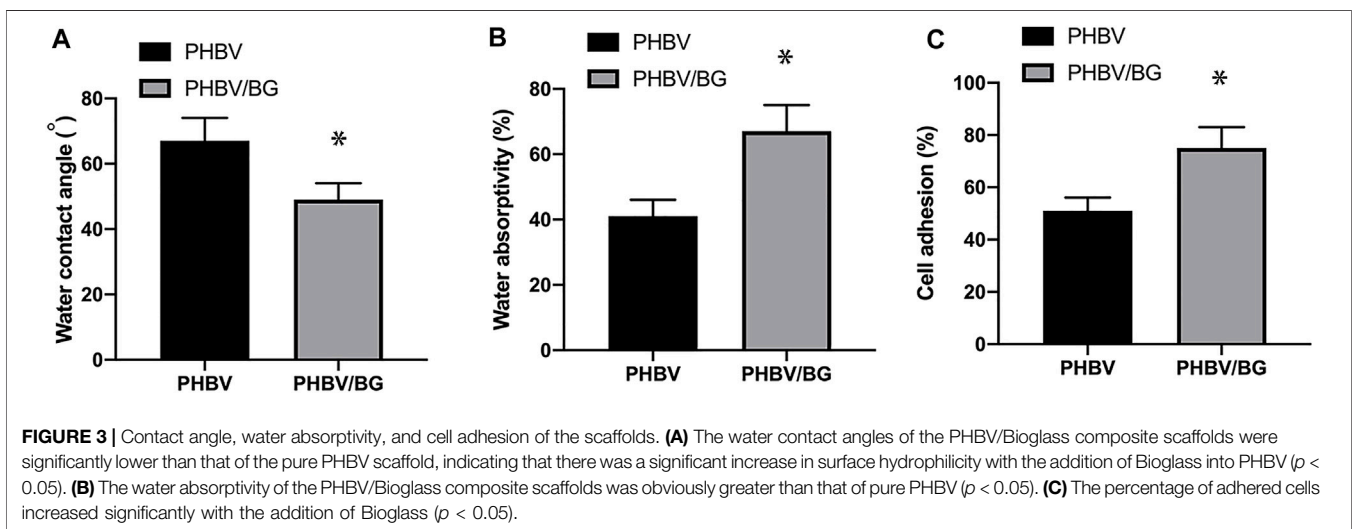 A
PHBV
PHBV/BG
Water contact angle (°)
80
60
40
20
0
*
PHBV
PHBV/BG
B
PHBV
PHBV/BG
Water absorptivity (%)
80
60
40
20
0
*
PHBV
PHBV/BG
C
PHBV
PHBV/BG
Cell adhesion (%)
100
80
60
40
20
0
*
PHBV
PHBV/BG
FIGURE 3 | Contact angle, water absorptivity, and cell adhesion of the scaffolds. (A) The water contact angles of the PHBV/Bioglass composite scaffolds were
significantly lower than that of the pure PHBV scaffold, indicating that there was a significant increase in surface hydrophilicity with the addition of Bioglass into PHBV (p <
0.05). (B) The water absorptivity of the PHBV/Bioglass composite scaffolds was obviously greater than that of pure PHBV (p < 0.05). (C) The percentage of adhered cells
increased significantly with the addition of Bioglass (p < 0.05).